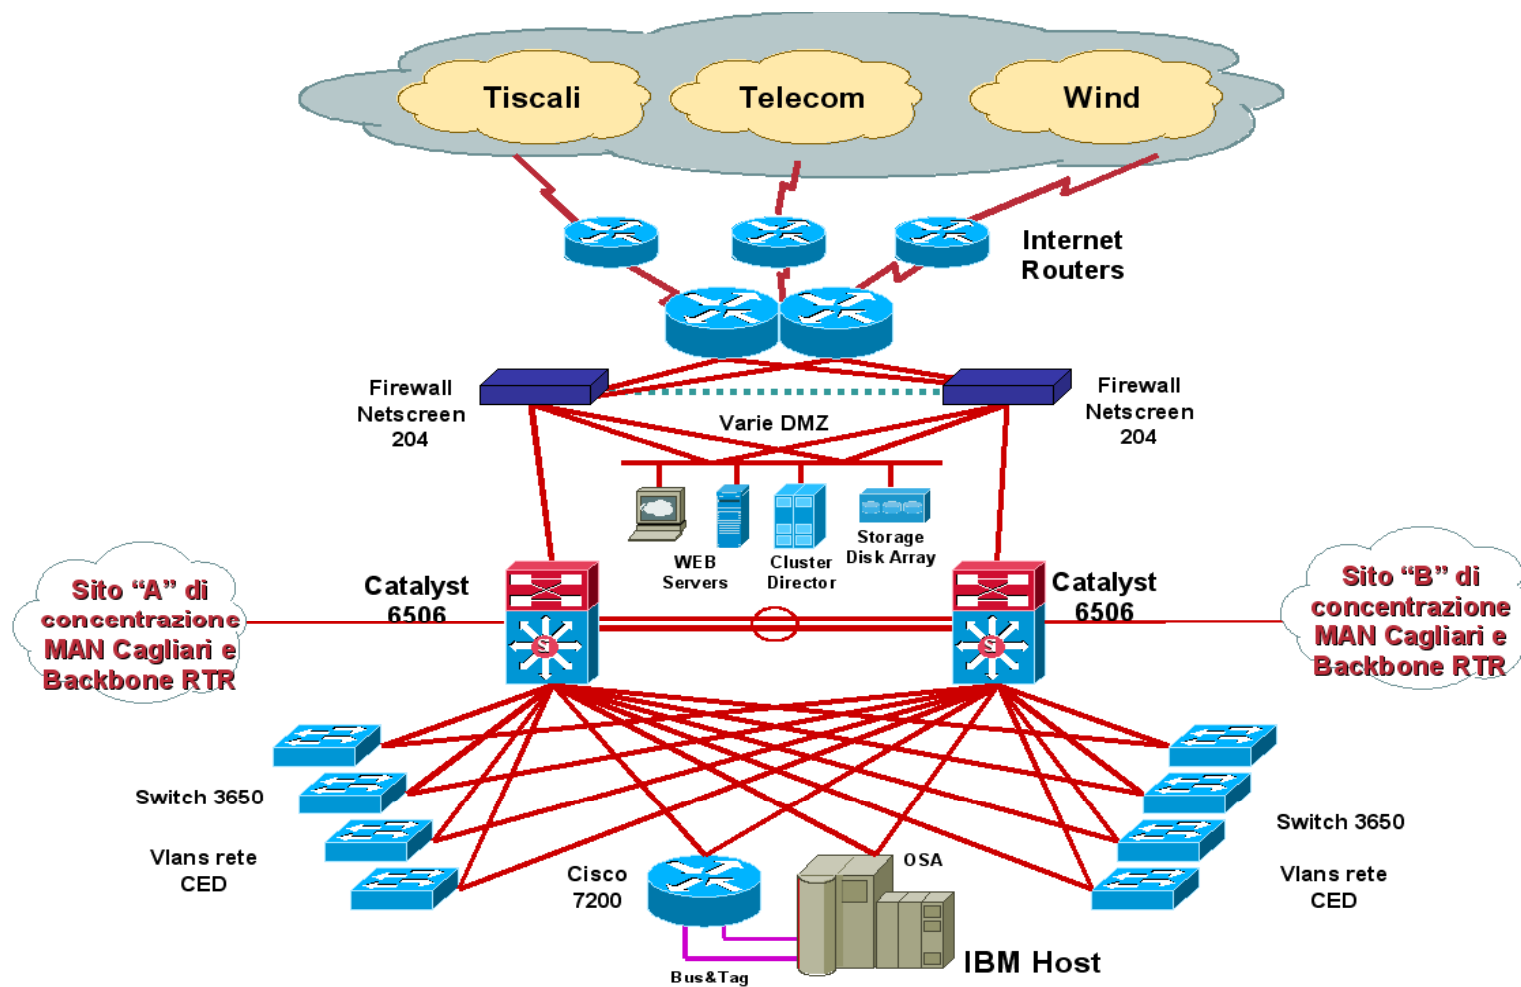 Tiscali
Telecom
Wind
Internet
Routers
Firewall
Netscreen
204
Varie DMZ
Firewall
Netscreen
204
WEB
Servers
Cluster
Director
Storage
Disk Array
Sito “A” di
concentrazione
MAN Cagliari e
Backbone RTR
Catalyst
6506
SI
Catalyst
6506
SI
Sito “B” di
concentrazione
MAN Cagliari e
Backbone RTR
Switch 3650
Vlans rete
CED
Cisco
7200
OSA
Bus&Tag
IBM Host
Switch 3650
Vlans rete
CED